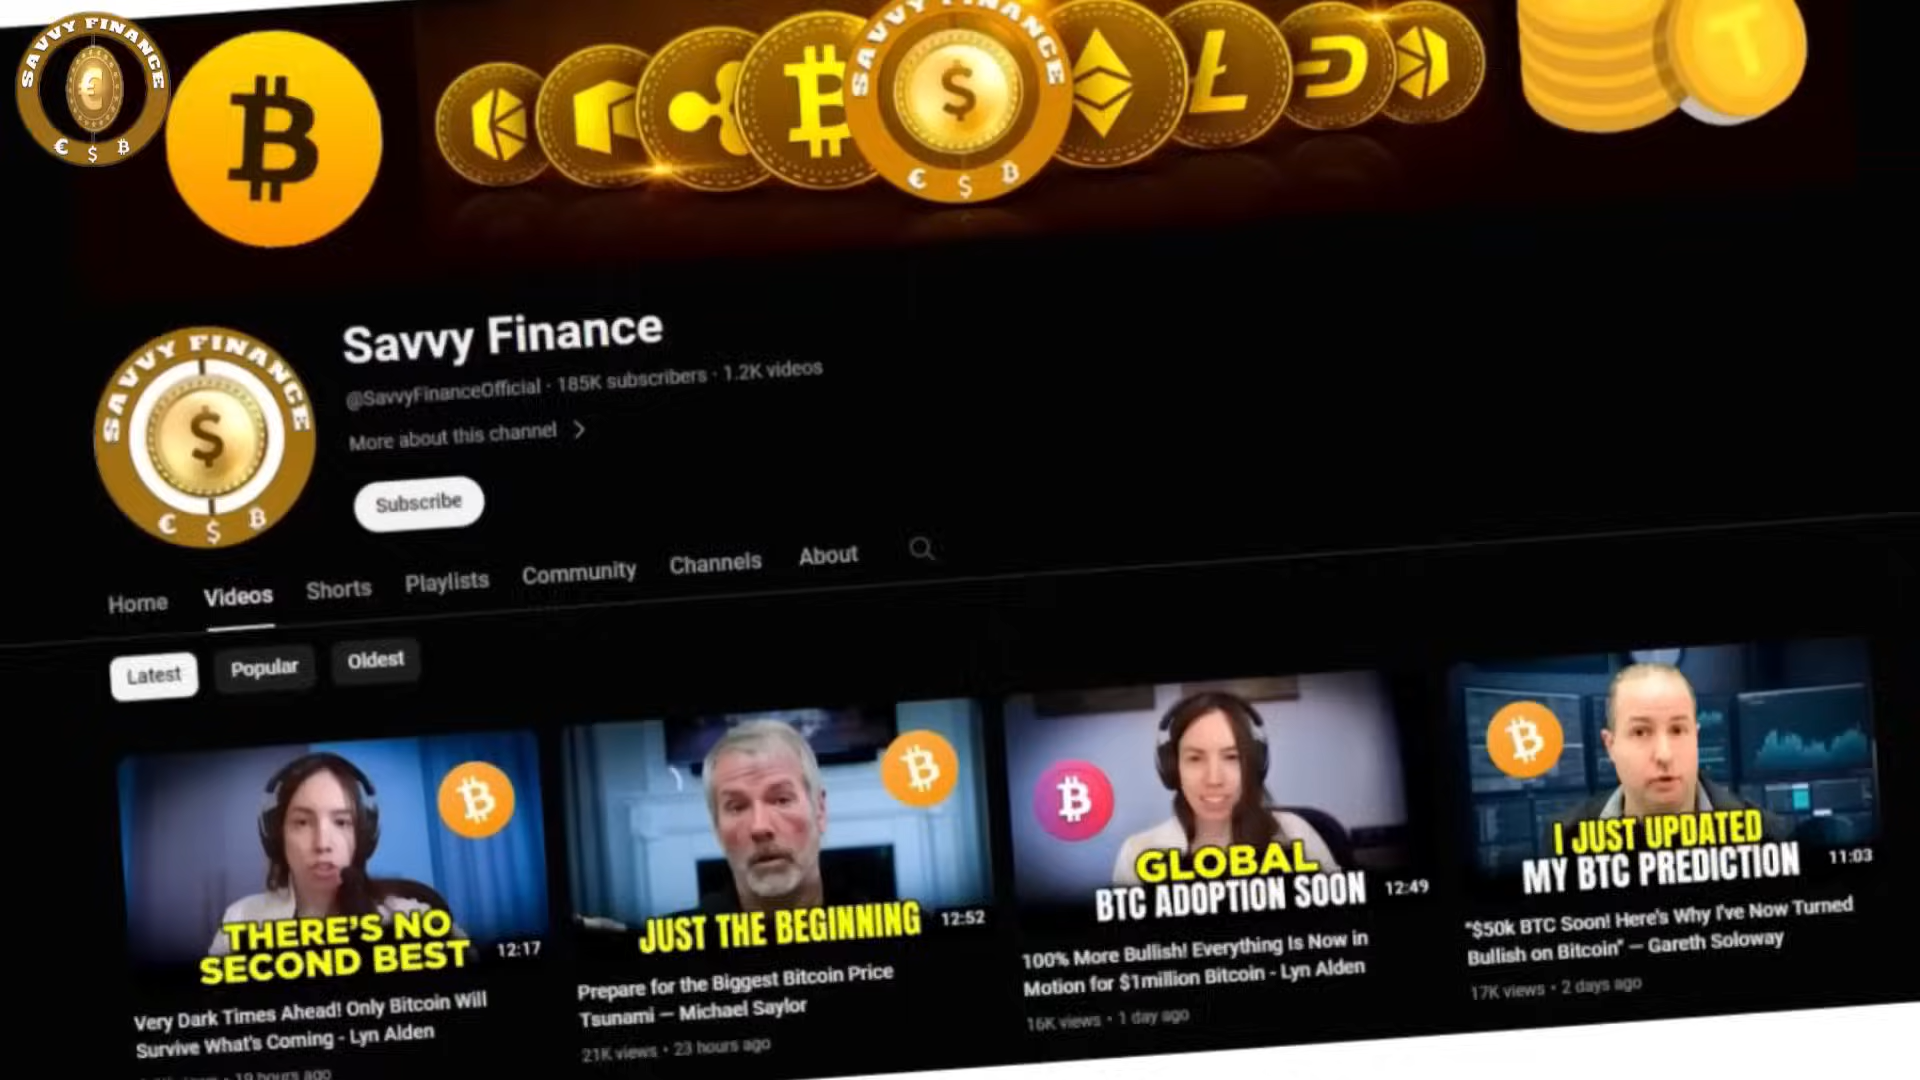 SAVVY FINANCE
€ $ ₿
SAVVY FINANCE
$
€ $ ₿
SAVVY FINANCE
$
€ $ ₿
Savvy Finance
@SavvyFinanceOfficial · 185K subscribers · 1.2K videos
More about this channel
Subscribe
Home Videos Shorts Playlists Community Channels About
Latest Popular Oldest
THERE'S NO
SECOND BEST
12:17
Very Dark Times Ahead! Only Bitcoin Will
Survive What's Coming - Lyn Alden
19 hours ago
JUST THE BEGINNING
12:52
Prepare for the Biggest Bitcoin Price
Tsunami — Michael Saylor
21K views • 23 hours ago
GLOBAL
BTC ADOPTION SOON
12:49
100% More Bullish! Everything Is Now in
Motion for $1million Bitcoin - Lyn Alden
16K views • 1 day ago
I JUST UPDATED
MY BTC PREDICTION
11:03
"$50k BTC Soon! Here's Why I've Now Turned
Bullish on Bitcoin" — Gareth Soloway
17K views • 2 days ago